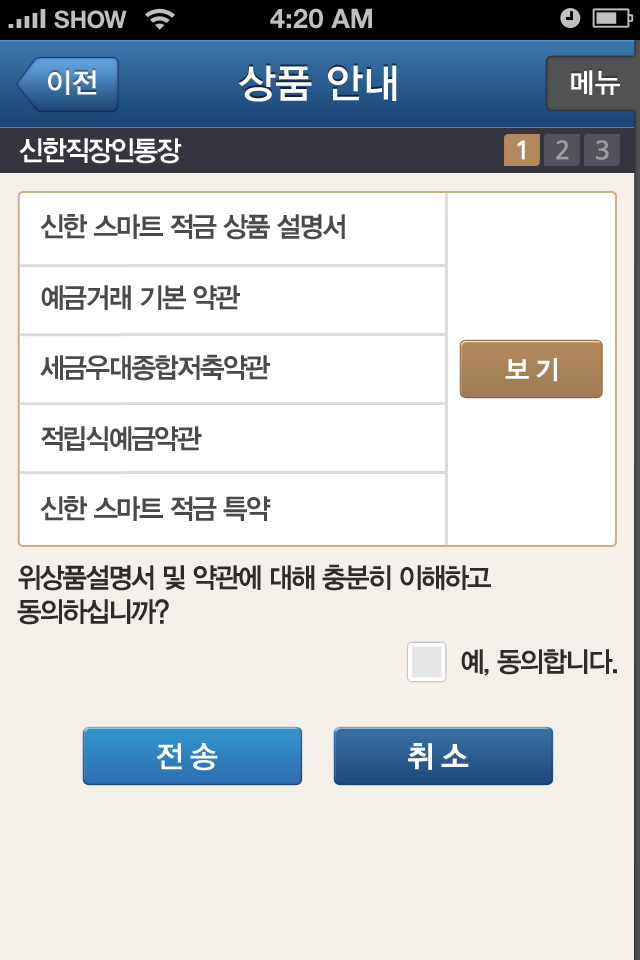 SHOW 4:20 AM
이전 상품 안내 메뉴
신한직장인통장 1 2 3
신한 스마트 적금 상품 설명서
예금거래 기본 약관
세금우대종합저축약관
보 기
적립식예금약관
신한 스마트 적금 특약
위상품설명서 및 약관에 대해 충분히 이해하고
동의하십니까?
예, 동의합니다.
전 송 취 소